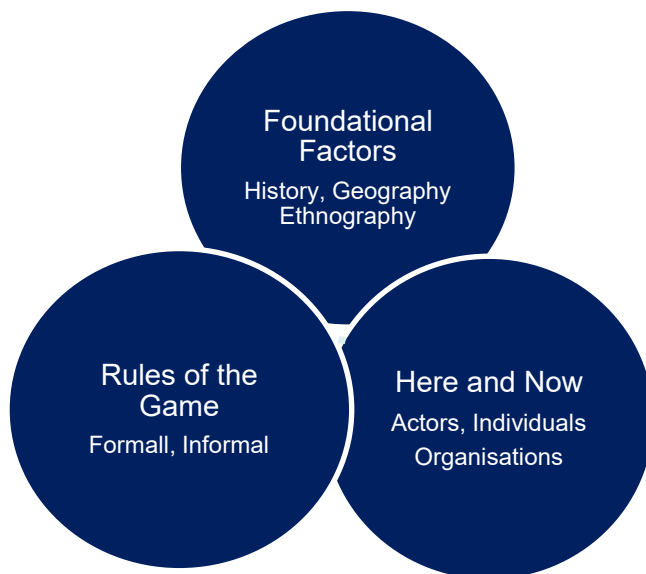 Foundational
Factors
History, Geography
Ethnography
Rules of the
Game
Formall, Informal
Here and Now
Actors, Individuals
Organisations